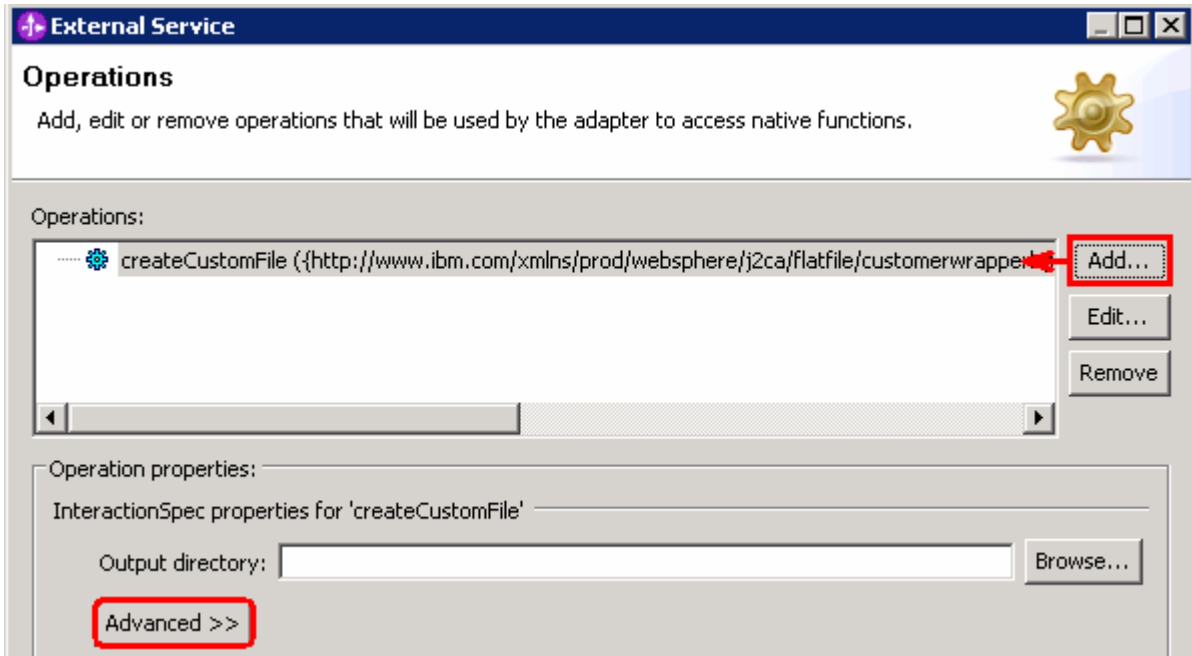 External Service
Operations
Add, edit or remove operations that will be used by the adapter to access native functions.
Operations:
createCustomFile ({http://www.ibm.com/xmlns/prod/websphere/j2ca/flatfile/customerwrapper
Add...
Edit...
Remove
Operation properties:
InteractionSpec properties for 'createCustomFile'
Output directory:
Browse...
Advanced >>